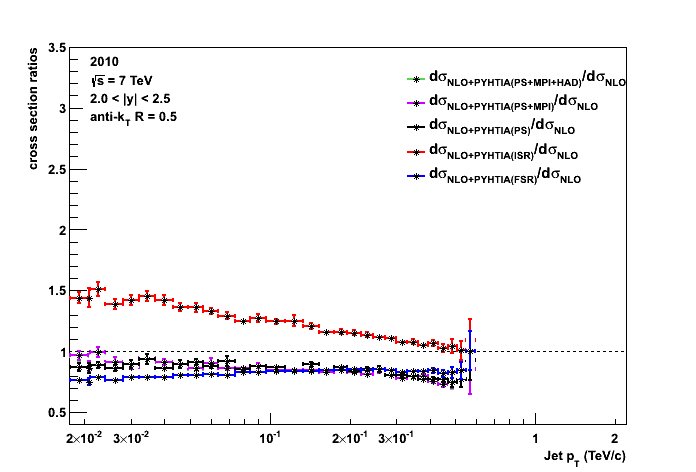 cross section ratios
3.5
3
2.5
2
1.5
1
0.5
2010
√s = 7 TeV
2.0 < |y| < 2.5
anti-k_T R = 0.5
dσ_NLO+PYHTIA(PS+MPI+HAD)/dσ_NLO
dσ_NLO+PYHTIA(PS+MPI)/dσ_NLO
dσ_NLO+PYHTIA(PS)/dσ_NLO
dσ_NLO+PYHTIA(ISR)/dσ_NLO
dσ_NLO+PYHTIA(FSR)/dσ_NLO
2×10⁻² 3×10⁻² 10⁻¹ 2×10⁻¹ 3×10⁻¹ 1 2
Jet p_T (TeV/c)